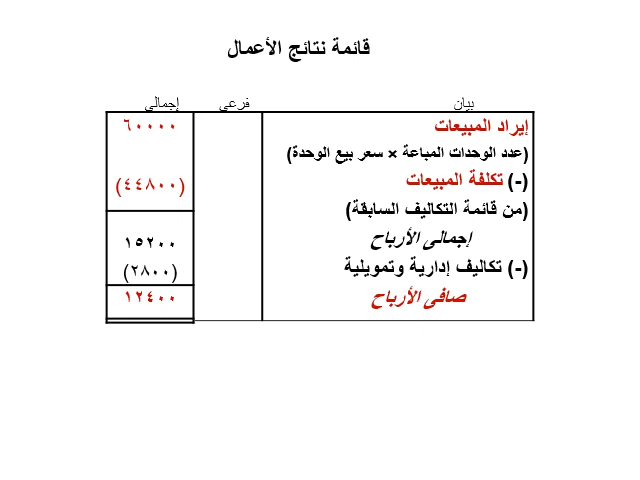 قائمة نتائج الأعمال
بيان فرعي إجمالي
إيراد المبيعات ٦٠٠٠٠
(عدد الوحدات المباعة × سعر بيع الوحدة)
(-) تكلفة المبيعات (٤٤٨٠٠)
(من قائمة التكاليف السابقة)
إجمالى الأرباح ١٥٢٠٠
(-) تكاليف إدارية وتمويلية (٢٨٠٠)
صافى الأرباح ١٢٤٠٠